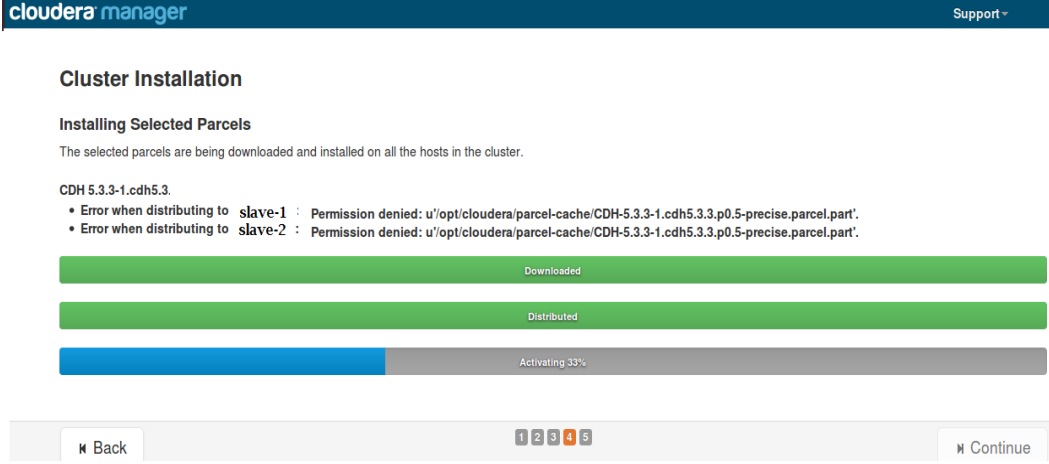 cloudera manager
Support
Cluster Installation
Installing Selected Parcels
The selected parcels are being downloaded and installed on all the hosts in the cluster.
CDH 5.3.3-1.cdh5.3.
• Error when distributing to slave-1 : Permission denied: u'/opt/cloudera/parcel-cache/CDH-5.3.3-1.cdh5.3.3.p0.5-precise.parcel.part'.
• Error when distributing to slave-2 : Permission denied: u'/opt/cloudera/parcel-cache/CDH-5.3.3-1.cdh5.3.3.p0.5-precise.parcel.part'.
Downloaded
Distributed
Activating 33%
Back
1 2 3 4 5
Continue